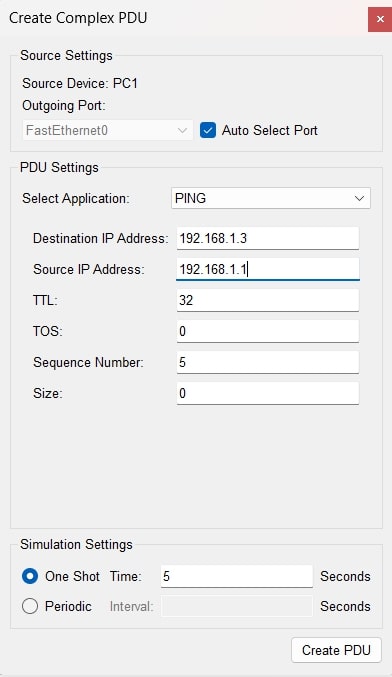 Create Complex PDU
Source Settings
Source Device: PC1
Outgoing Port:
FastEthernet0 Auto Select Port
PDU Settings
Select Application: PING
Destination IP Address: 192.168.1.3
Source IP Address: 192.168.1.1
TTL: 32
TOS: 0
Sequence Number: 5
Size: 0
Simulation Settings
One Shot Time: 5 Seconds
Periodic Interval: Seconds
Create PDU